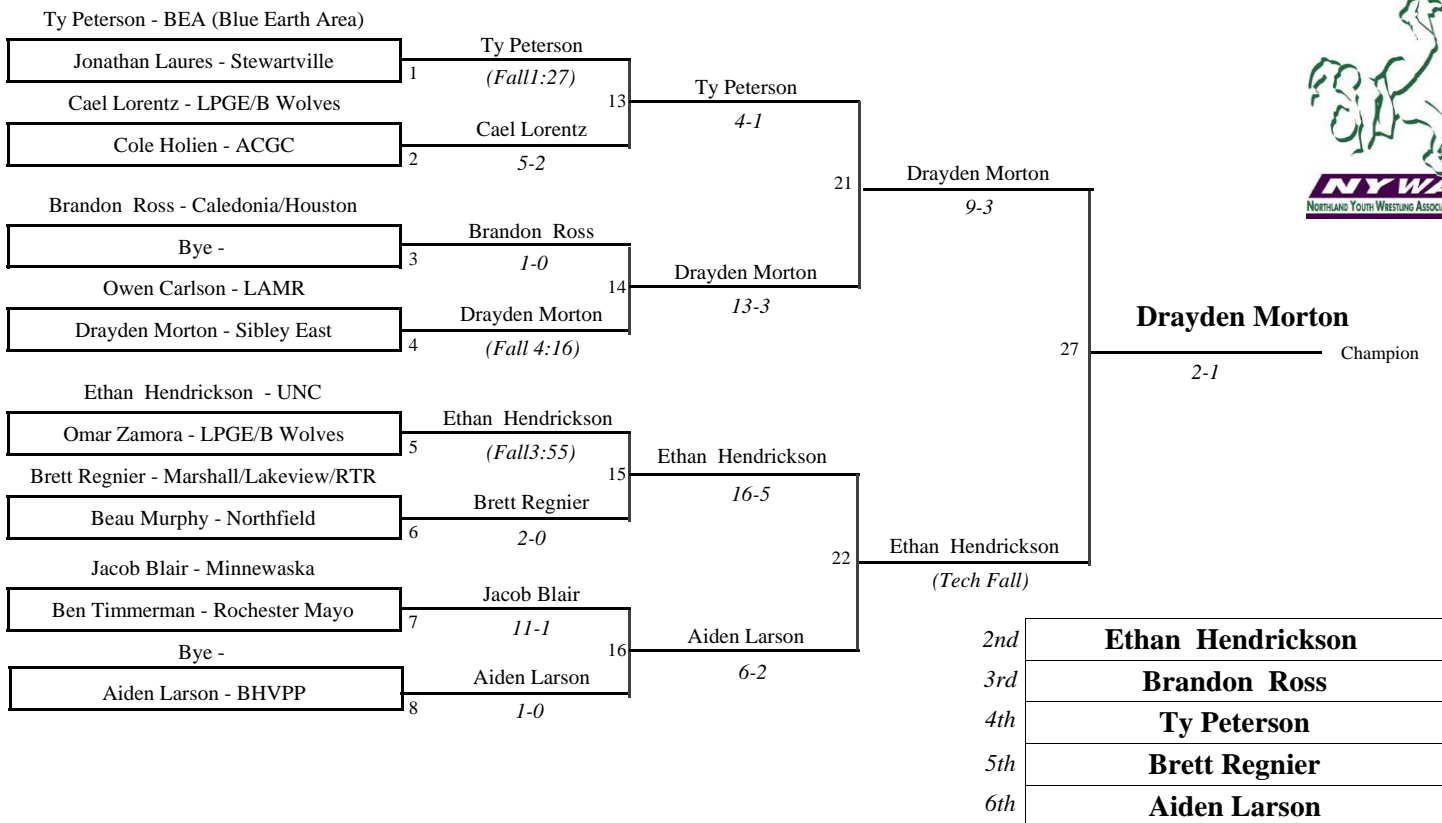 Ty Peterson - BEA (Blue Earth Area)
Jonathan Laures - Stewartville
1
Cael Lorentz - LPGE/B Wolves
Cole Holien - ACGC
2
Brandon Ross - Caledonia/Houston
Bye -
3
Owen Carlson - LAMR
Drayden Morton - Sibley East
4
Ethan Hendrickson - UNC
Omar Zamora - LPGE/B Wolves
5
Brett Regnier - Marshall/Lakeview/RTR
Beau Murphy - Northfield
6
Jacob Blair - Minnewaska
Ben Timmerman - Rochester Mayo
7
Bye -
Aiden Larson - BHVPP
8
Ty Peterson
(Fall1:27)
13
Cael Lorentz
5-2
Brandon Ross
1-0
14
Drayden Morton
(Fall 4:16)
Ethan Hendrickson
(Fall3:55)
15
Brett Regnier
2-0
Jacob Blair
11-1
16
Aiden Larson
1-0
Ty Peterson
4-1
21
Drayden Morton
13-3
Ethan Hendrickson
16-5
22
Aiden Larson
6-2
Drayden Morton
9-3
27
Ethan Hendrickson
(Tech Fall)
Drayden Morton
Champion
2-1
NYWA
NORTHLAND YOUTH WRESTLING ASSOC
2nd Ethan Hendrickson
3rd Brandon Ross
4th Ty Peterson
5th Brett Regnier
6th Aiden Larson